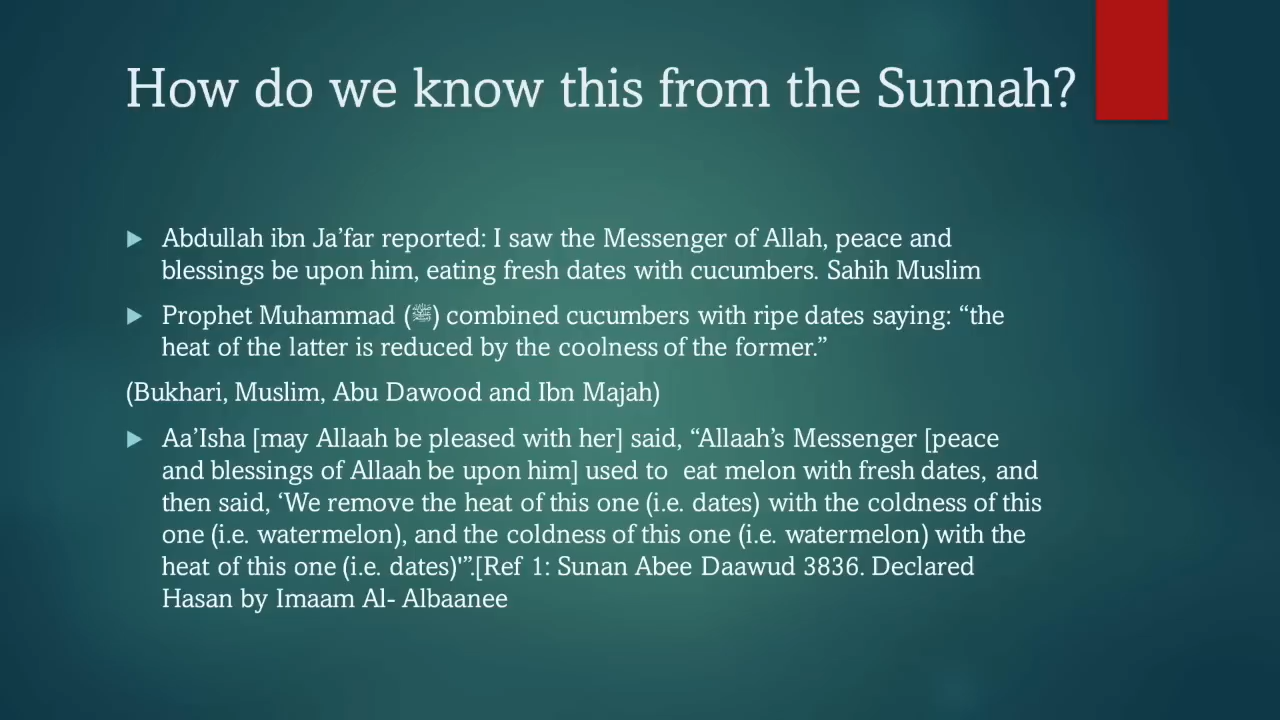 How do we know this from the Sunnah?
Abdullah ibn Ja’far reported: I saw the Messenger of Allah, peace and
blessings be upon him, eating fresh dates with cucumbers. Sahih Muslim
Prophet Muhammad (ﷺ) combined cucumbers with ripe dates saying: “the
heat of the latter is reduced by the coolness of the former.”
(Bukhari, Muslim, Abu Dawood and Ibn Majah)
Aa’Isha [may Allaah be pleased with her] said, “Allaah’s Messenger [peace
and blessings of Allaah be upon him] used to  eat melon with fresh dates, and
then said, ‘We remove the heat of this one (i.e. dates) with the coldness of this
one (i.e. watermelon), and the coldness of this one (i.e. watermelon) with the
heat of this one (i.e. dates)'”.[Ref 1: Sunan Abee Daawud 3836. Declared
Hasan by Imaam Al- Albaanee